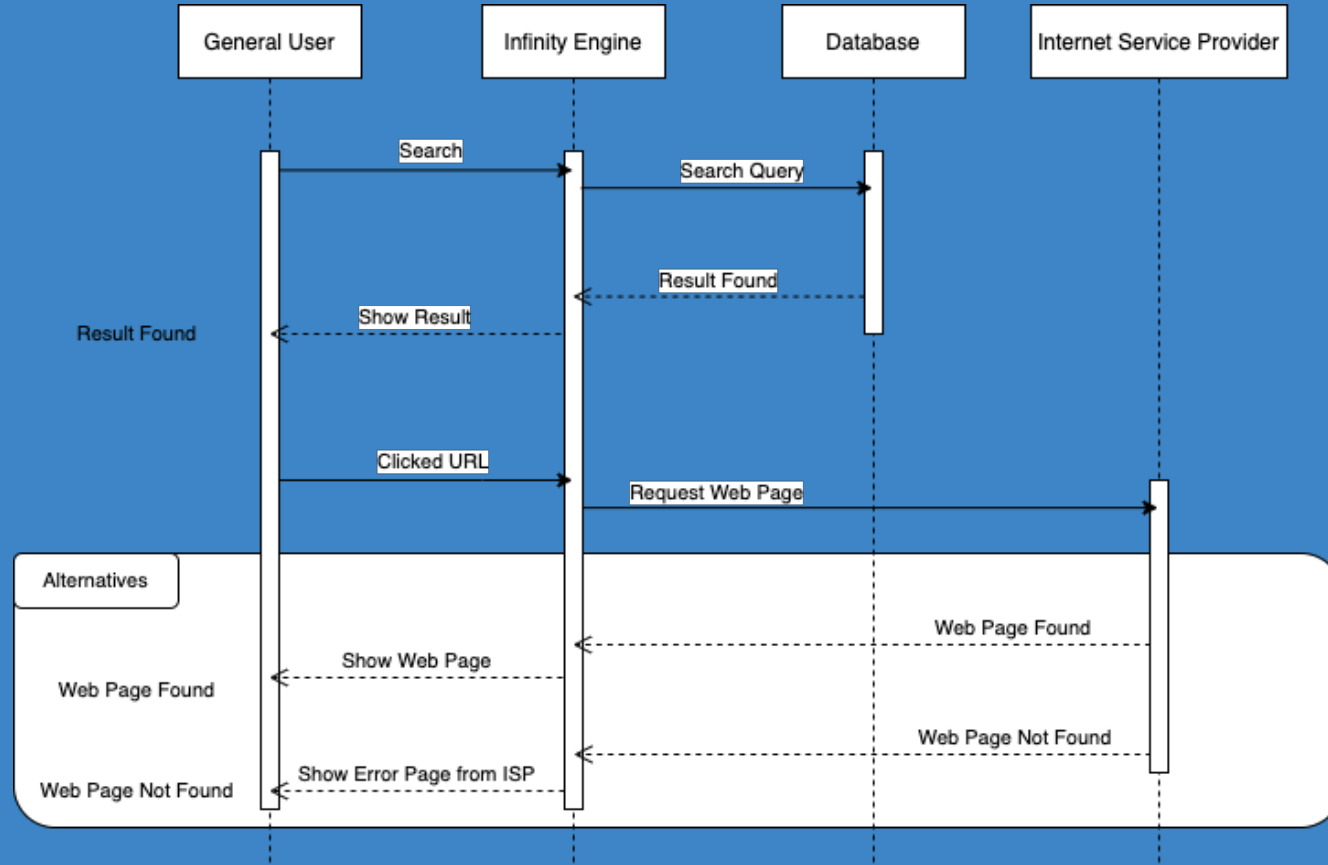 General User
Infinity Engine
Database
Internet Service Provider
Search
Search Query
Result Found
Show Result
Result Found
Clicked URL
Request Web Page
Alternatives
Web Page Found
Show Web Page
Web Page Found
Web Page Not Found
Show Error Page from ISP
Web Page Not Found